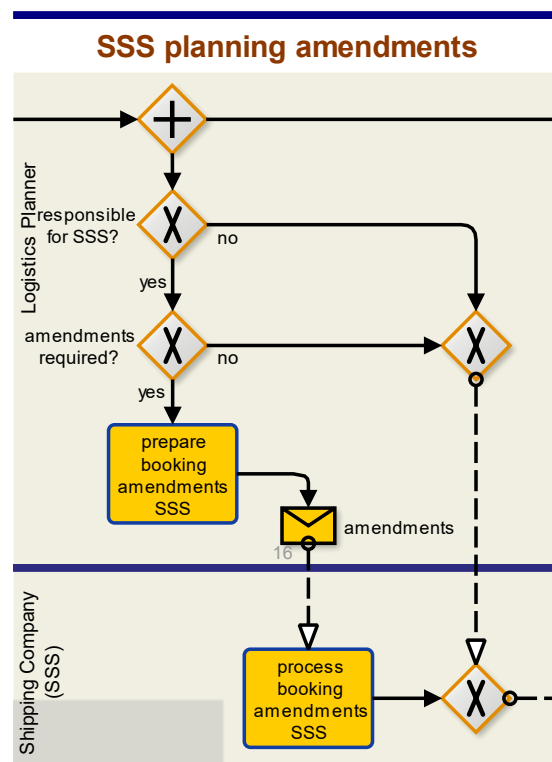 SSS planning amendments
Logistics Planner
responsible
for SSS?
no
yes
amendments
required?
no
yes
prepare
booking
amendments
SSS
amendments
16
Shipping Company
(SSS)
process
booking
amendments
SSS